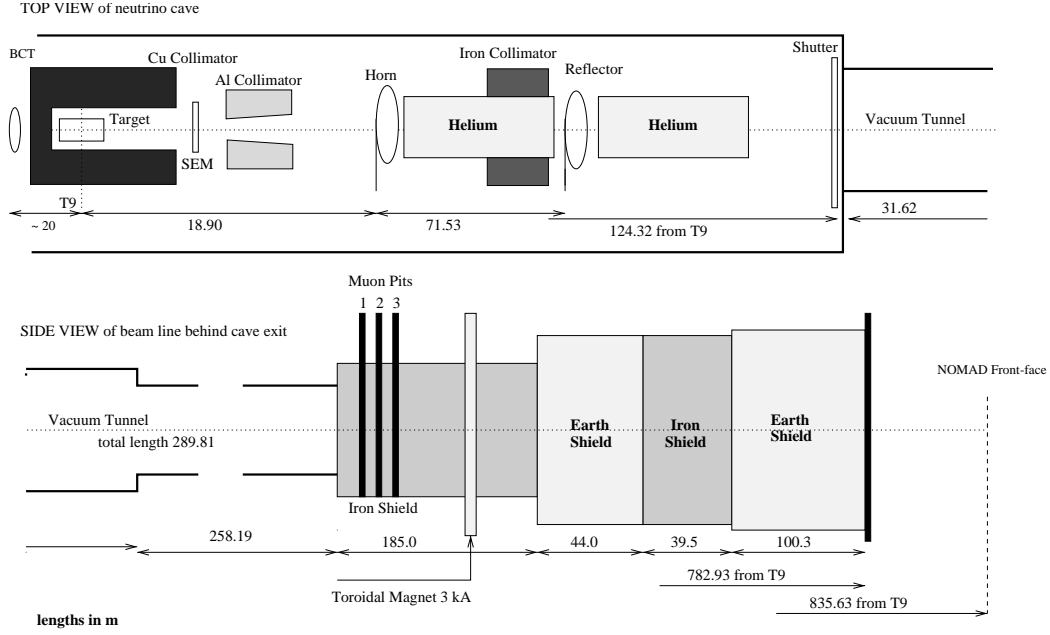 TOP VIEW of neutrino cave
BCT
Cu Collimator
Al Collimator
Horn
Iron Collimator
Reflector
Shutter
Target
SEM
Helium
Helium
Vacuum Tunnel
T9
~ 20
18.90
71.53
124.32 from T9
31.62
Muon Pits
1 2 3
SIDE VIEW of beam line behind cave exit
NOMAD Front-face
Vacuum Tunnel
total length 289.81
Earth
Shield
Iron
Shield
Earth
Shield
Iron Shield
258.19
185.0
44.0
39.5
100.3
782.93 from T9
Toroidal Magnet 3 kA
835.63 from T9
lengths in m